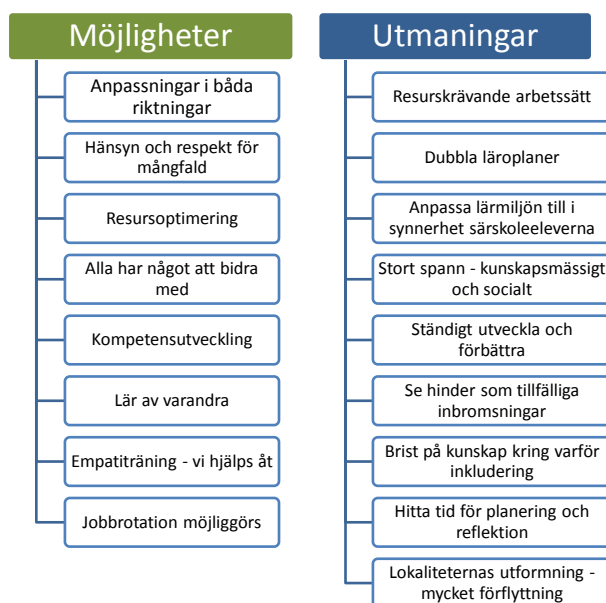 Möjligheter
Anpassningar i båda
riktningar
Hänsyn och respekt för
mångfald
Resursoptimering
Alla har något att bidra
med
Kompetensutveckling
Lär av varandra
Empatiträning - vi hjälps åt
Jobbrotation möjliggörs
Utmaningar
Resurskrävande arbetssätt
Dubbla läroplaner
Anpassa lärmiljön till i
synnerhet särskoleeleverna
Stort spann - kunskapsmässigt
och socialt
Ständigt utveckla och
förbättra
Se hinder som tillfälliga
inbromsningar
Brist på kunskap kring varför
inkludering
Hitta tid för planering och
reflektion
Lokaliteternas utformning -
mycket förflyttning